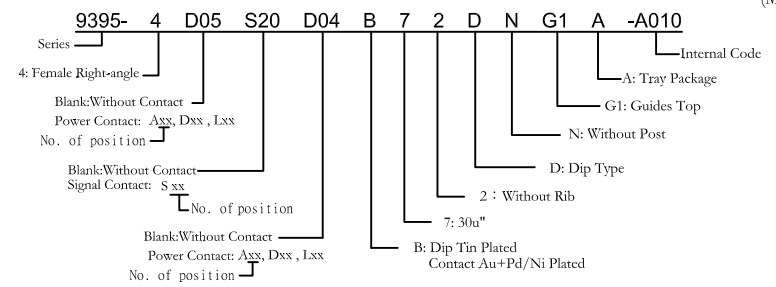 (M
9395- 4 D05 S20 D04 B 7 2 D N G1 A -A010
Series
Internal Code
4: Female Right-angle
A: Tray Package
Blank:Without Contact
G1: Guides Top
Power Contact: Axx, Dxx , Lxx
No. of position
N: Without Post
Blank:Without Contact
D: Dip Type
Signal Contact: S xx
2：Without Rib
No. of position
7: 30u"
Blank:Without Contact
B: Dip Tin Plated
Power Contact: Axx, Dxx , Lxx
Contact Au+Pd/Ni Plated
No. of position